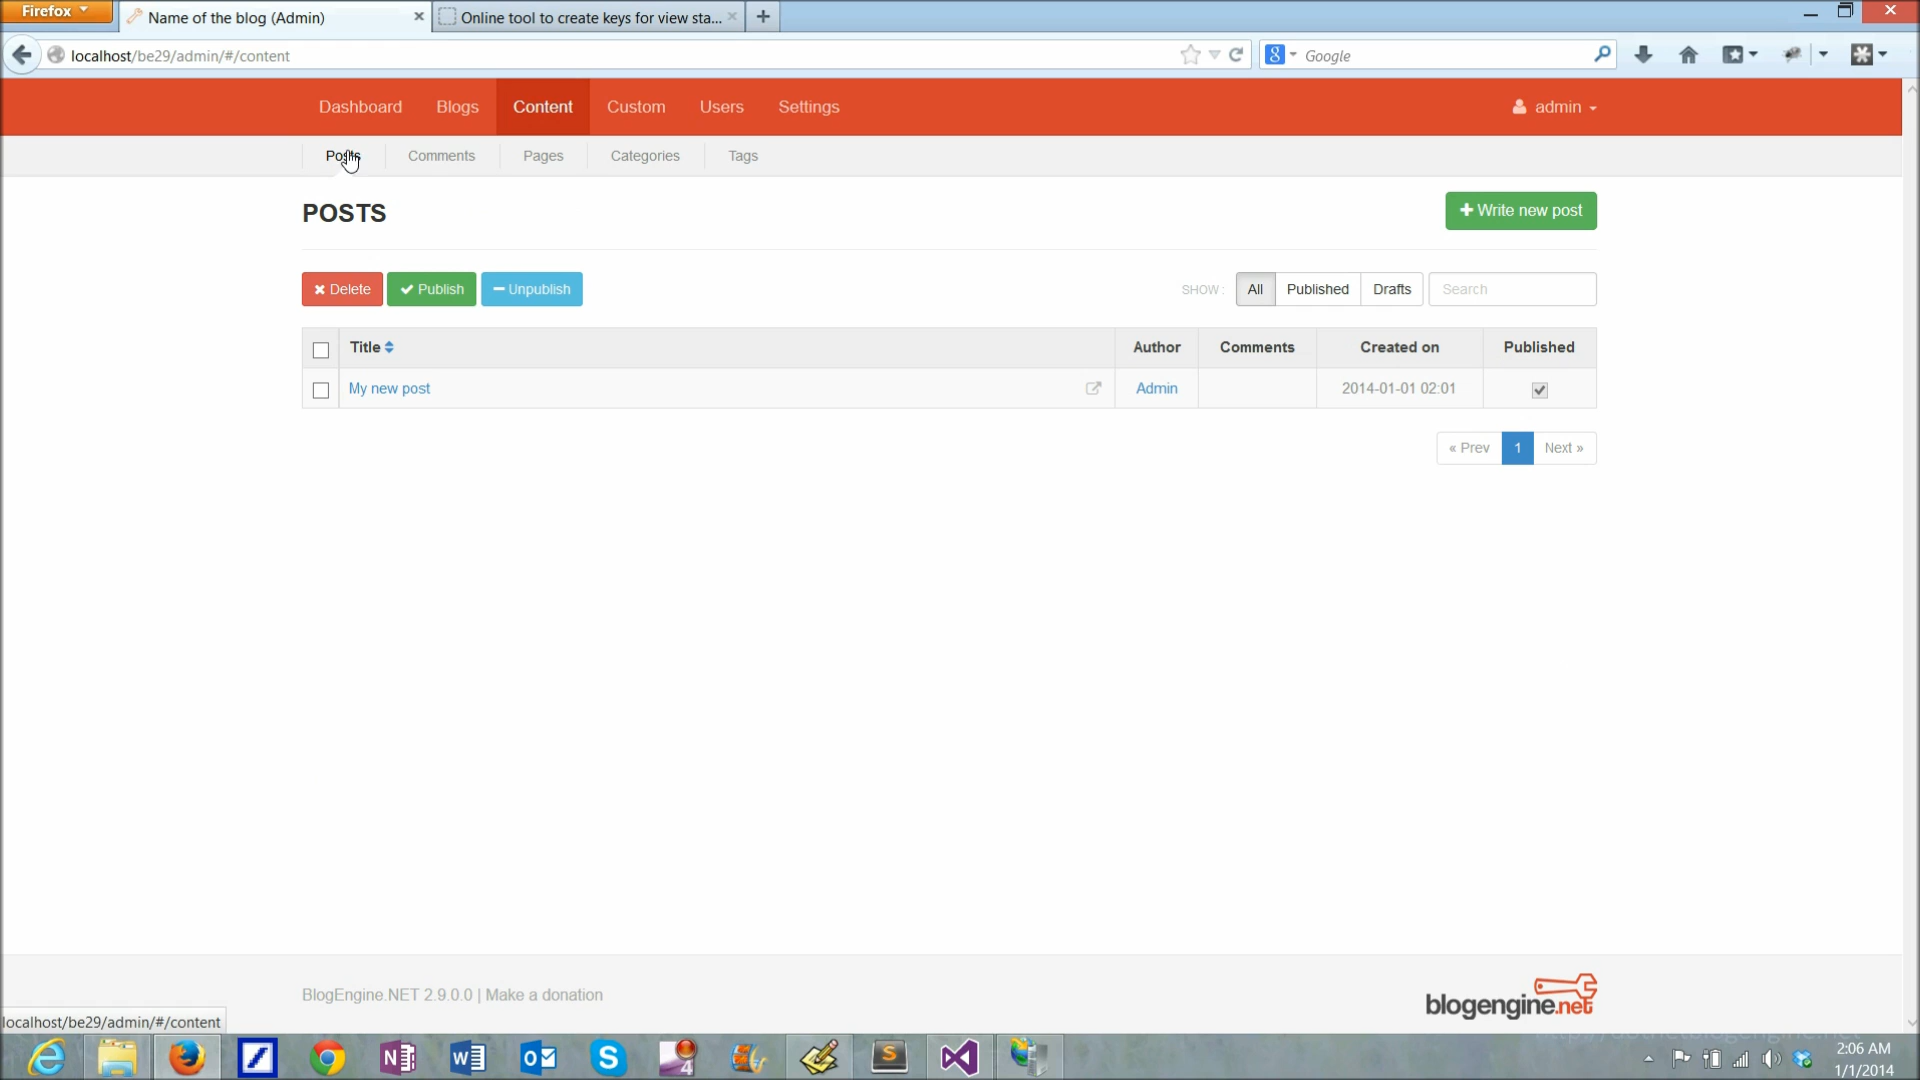 Firefox
Name of the blog (Admin)
Online tool to create keys for view sta...
localhost/be29/admin/#/content
Google
Dashboard Blogs Content Custom Users Settings admin
Posts Comments Pages Categories Tags
POSTS
Write new post
Delete Publish Unpublish SHOW : All Published Drafts Search
Title Author Comments Created on Published
My new post Admin 2014-01-01 02:01
« Prev 1 Next »
BlogEngine.NET 2.9.0.0 | Make a donation
blogengine.net
localhost/be29/admin/#/content
2:06 AM
1/1/2014